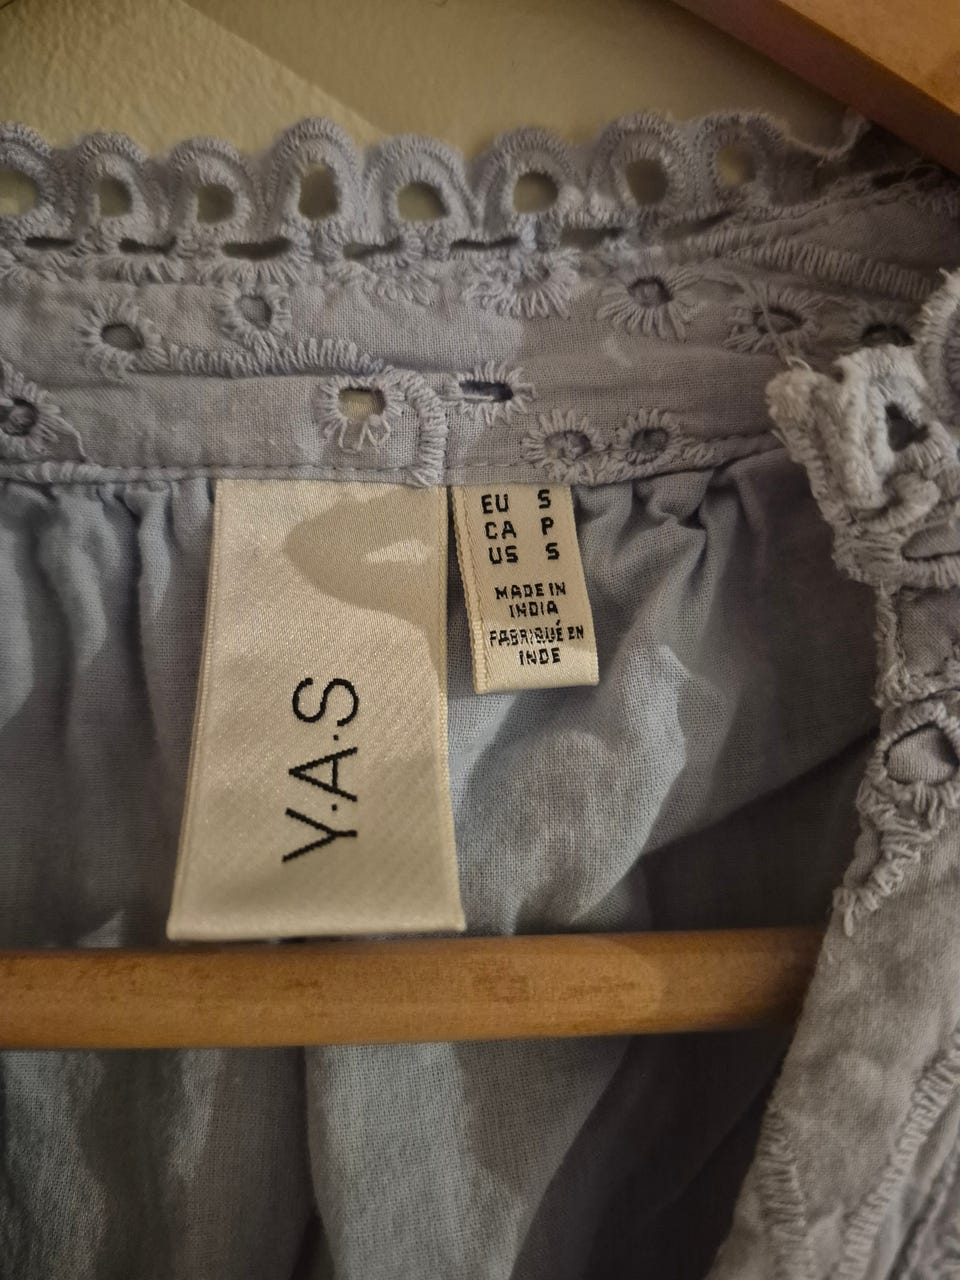 Y.A.S
EU S
CA P
US S
MADE IN
INDIA
FABRIQUÉ EN
INDE